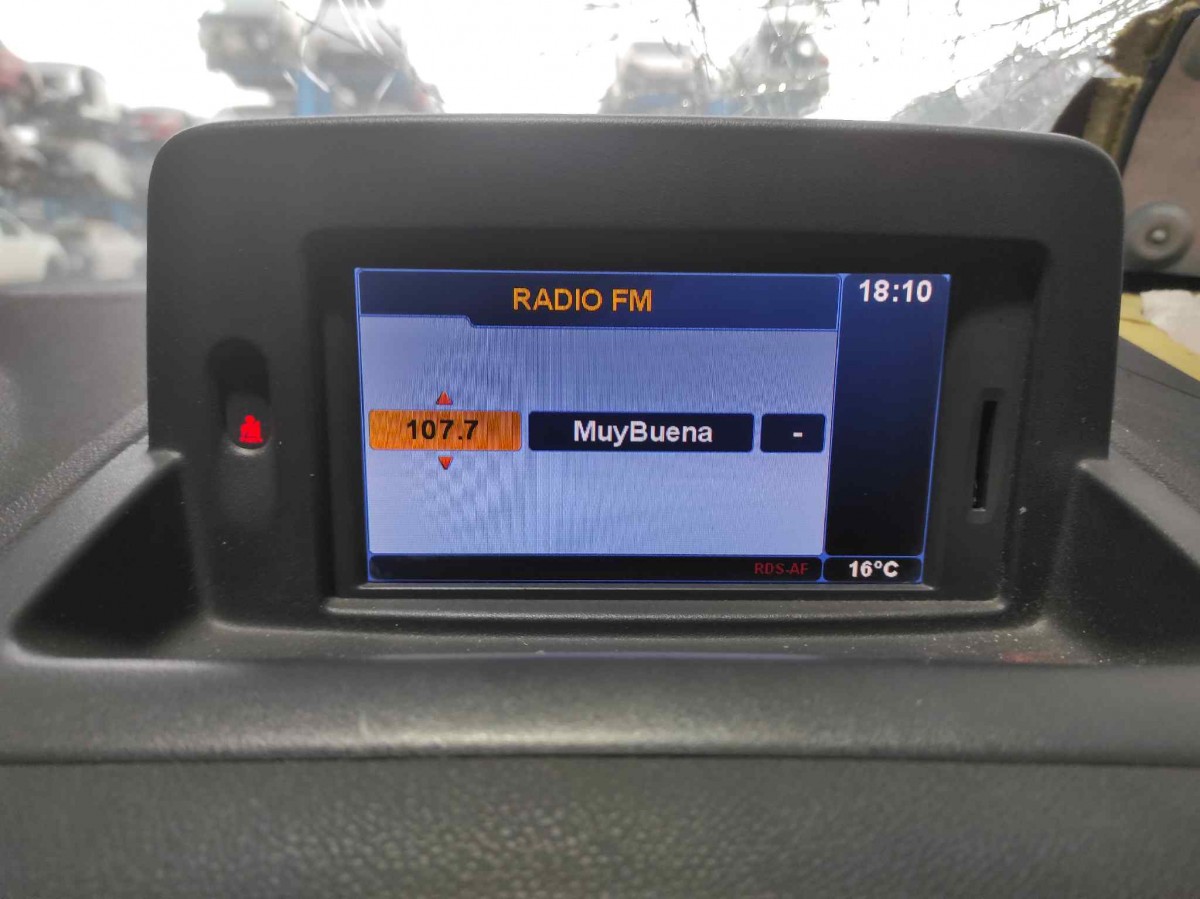 RADIO FM
18:10
107.7 MuyBuena -
RDS-AF 16°C